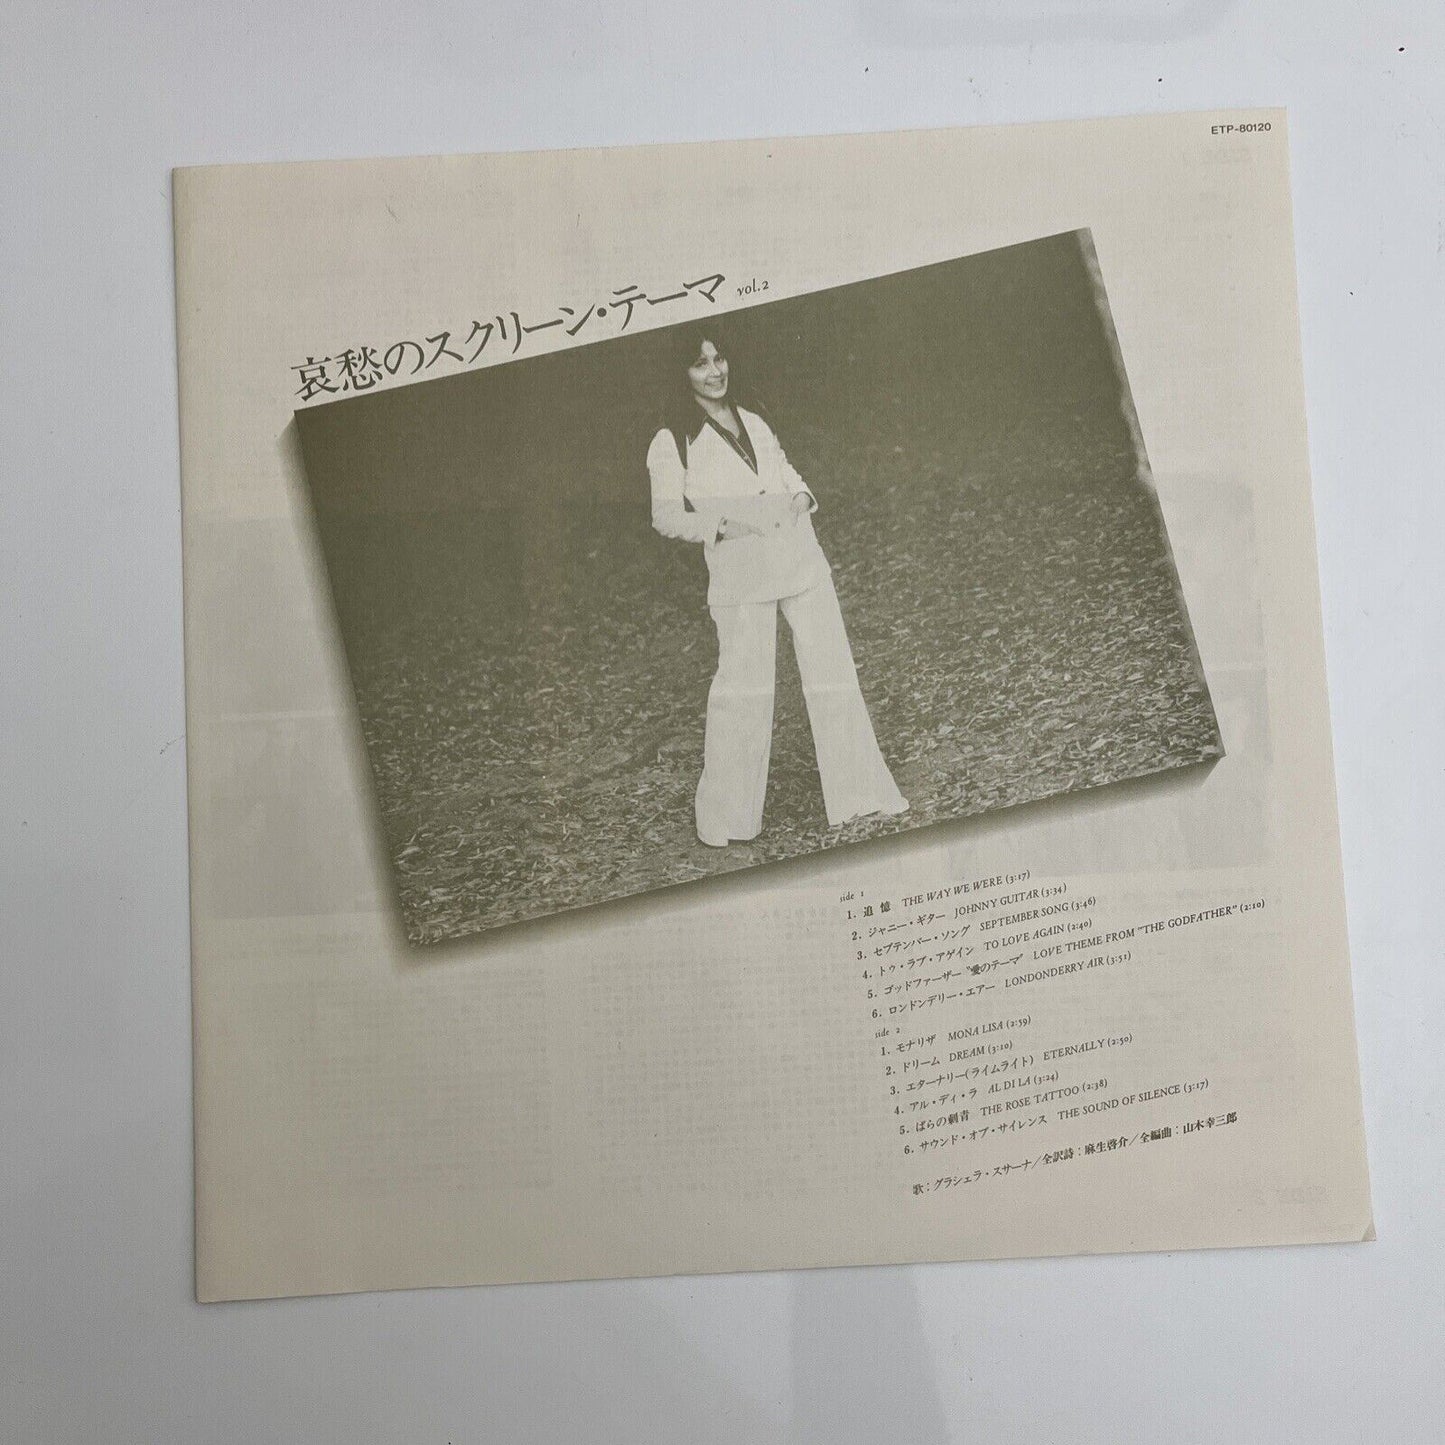 ETP-80120
哀愁のスクリーン・テーマ vol.2
side 1
1. 追憶 THE WAY WE WERE (3:17)
2. ジャニー・ギター JOHNNY GUITAR (3:34)
3. セプテンバー・ソング SEPTEMBER SONG (3:46)
4. トゥ・ラブ・アゲイン TO LOVE AGAIN (2:40)
5. ゴッドファーザー“愛のテーマ” LOVE THEME FROM "THE GODFATHER" (2:10)
6. ロンドンデリー・エアー LONDONDERRY AIR (3:51)
side 2
1. モナリザ MONA LISA (2:59)
2. ドリーム DREAM (3:10)
3. エターナリー(ライムライト) ETERNALLY (2:50)
4. アル・ディ・ラ AL DI LA (3:24)
5. ばらの刺青 THE ROSE TATTOO (2:38)
6. サウンド・オブ・サイレンス THE SOUND OF SILENCE (3:17)
歌：グラシェラ・スサーナ／全訳詩：麻生啓介／全編曲：山木幸三郎